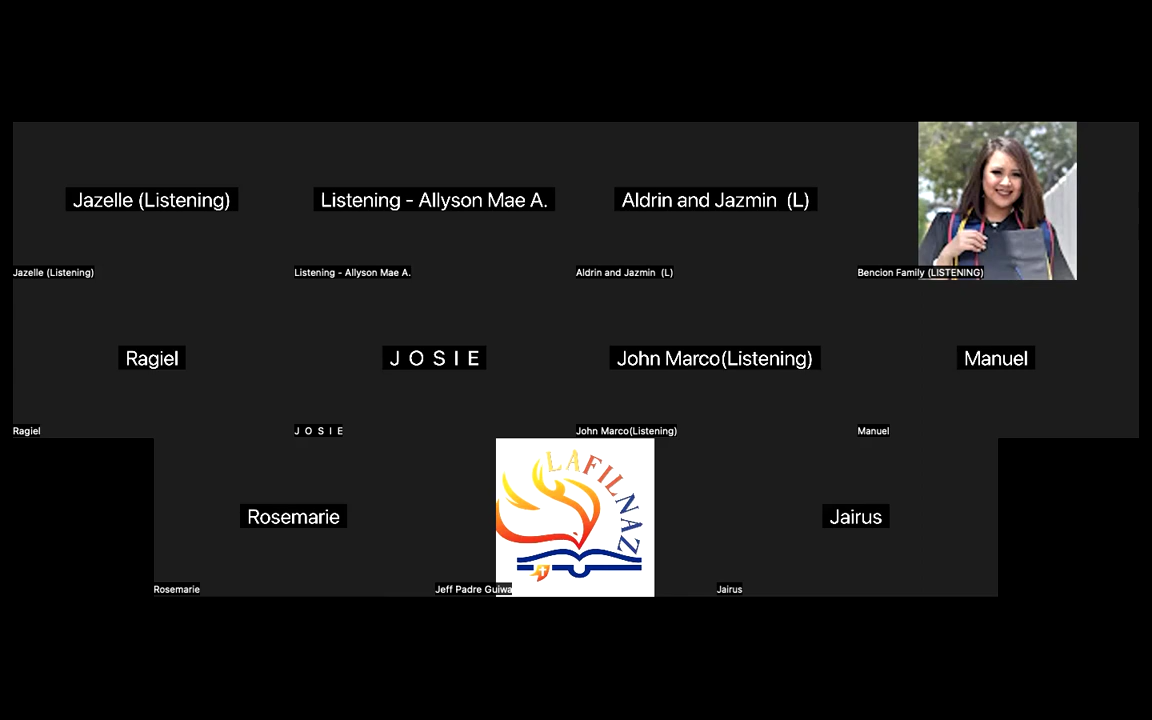 Jazelle (Listening)
Listening - Allyson Mae A.
Aldrin and Jazmin (L)
Jazelle (Listening)
Listening - Allyson Mae A.
Aldrin and Jazmin (L)
Bencion Family (LISTENING)
Ragiel
J O S I E
John Marco(Listening)
Manuel
Ragiel
J O S I E
John Marco(Listening)
Manuel
LAFILNAZ
Rosemarie
Jairus
Rosemarie
Jeff Padre Guiwa
Jairus